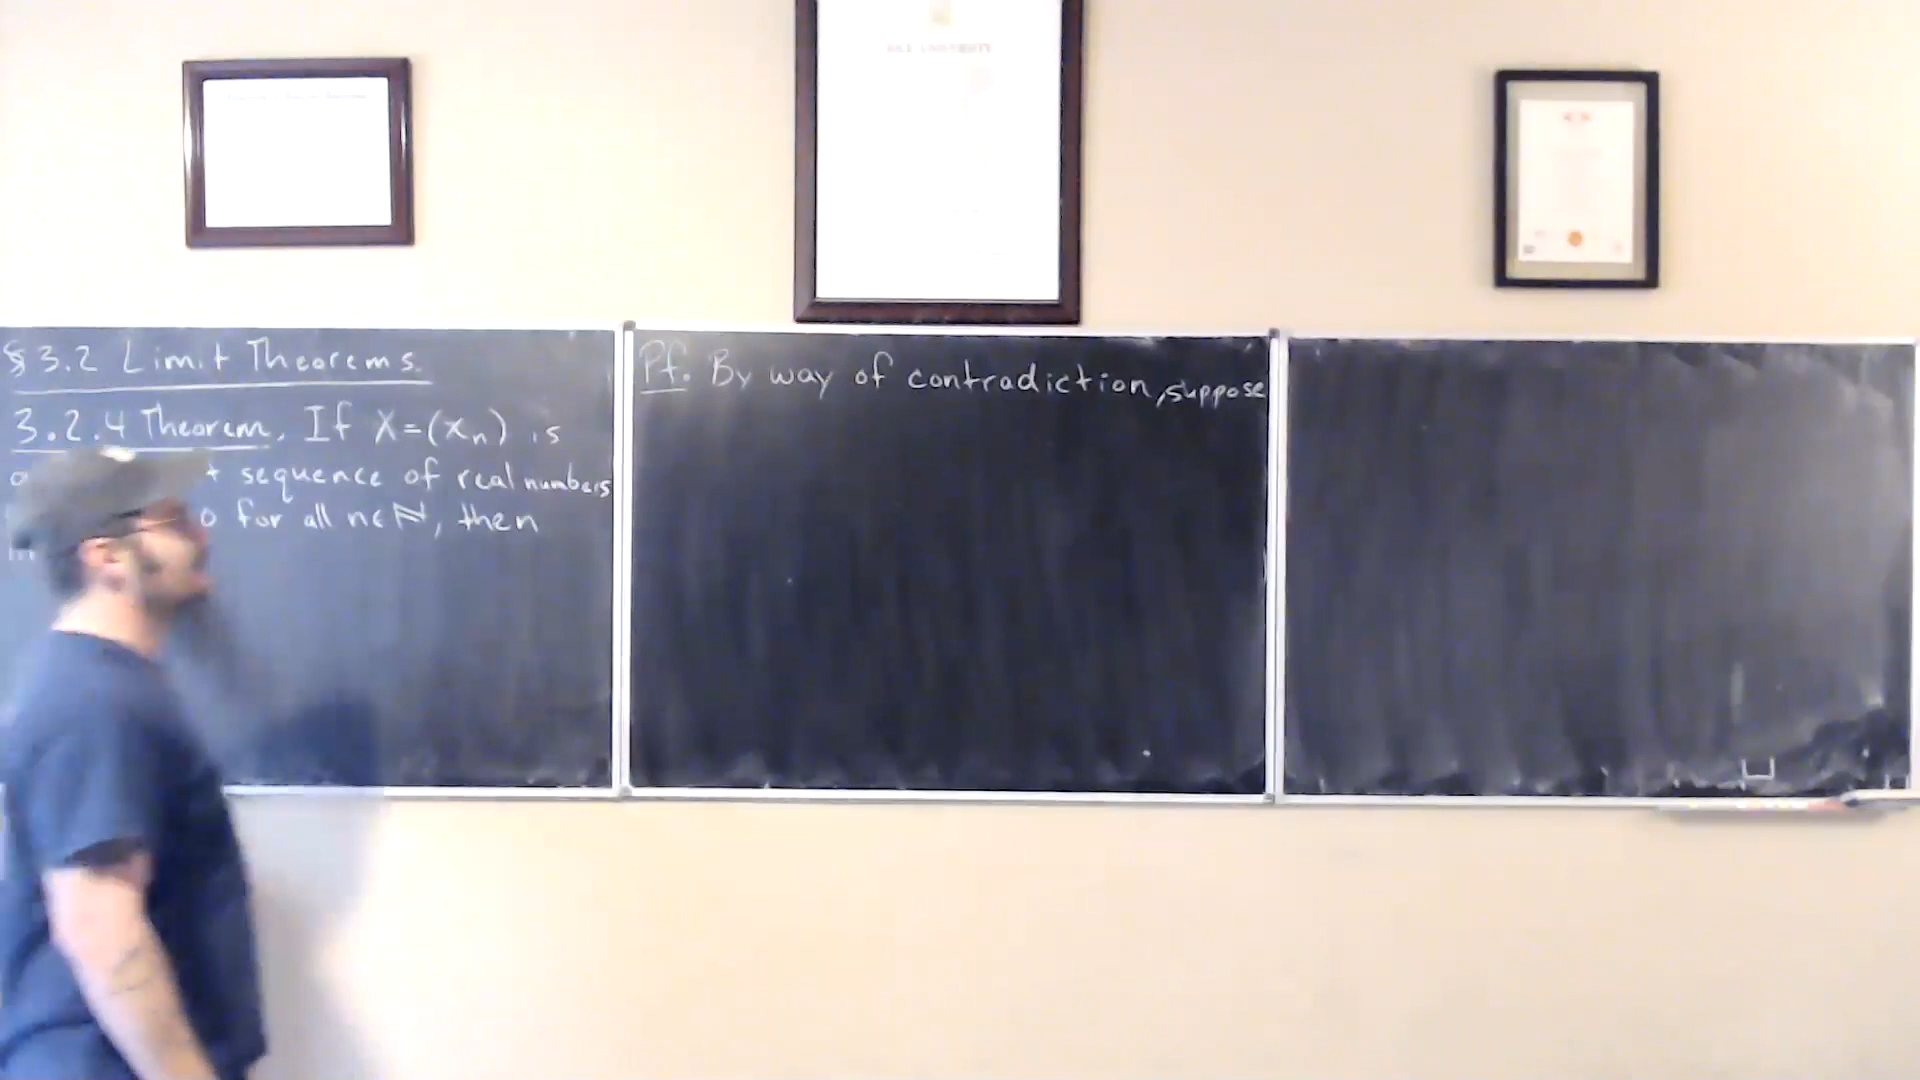 § 3.2 Limit Theorems.
3.2.4 Theorem. If X=(xₙ) is
sequence of real numbers
0 for all n∈ℕ, then
Pf. By way of contradiction, suppose